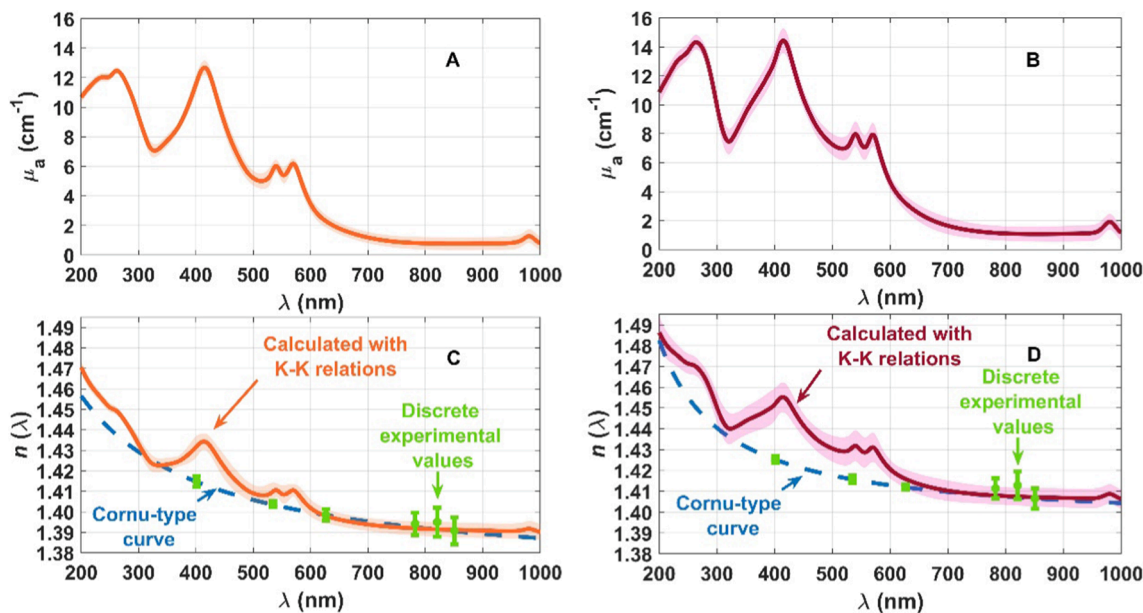 16
14
12
10
8
6
4
2
0
μa (cm-1)
A
200 300 400 500 600 700 800 900 1000
λ (nm)
16
14
12
10
8
6
4
2
0
μa (cm-1)
B
200 300 400 500 600 700 800 900 1000
λ (nm)
1.49
1.48
1.47
1.46
1.45
1.44
1.43
1.42
1.41
1.40
1.39
1.38
n (λ)
Calculated with
K-K relations
C
Discrete
experimental
values
Cornu-type
curve
200 300 400 500 600 700 800 900 1000
λ (nm)
1.49
1.48
1.47
1.46
1.45
1.44
1.43
1.42
1.41
1.40
1.39
1.38
n (λ)
Calculated with
K-K relations
D
Discrete
experimental
values
Cornu-type
curve
200 300 400 500 600 700 800 900 1000
λ (nm)